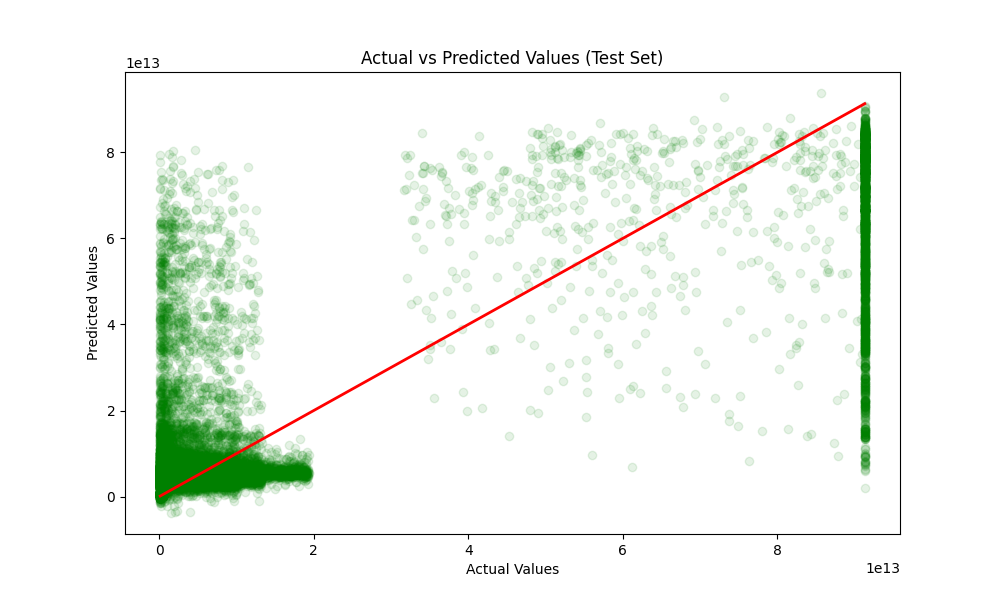 Actual vs Predicted Values (Test Set)
1e13
8
6
4
2
0
Predicted Values
0 2 4 6 8
Actual Values
1e13